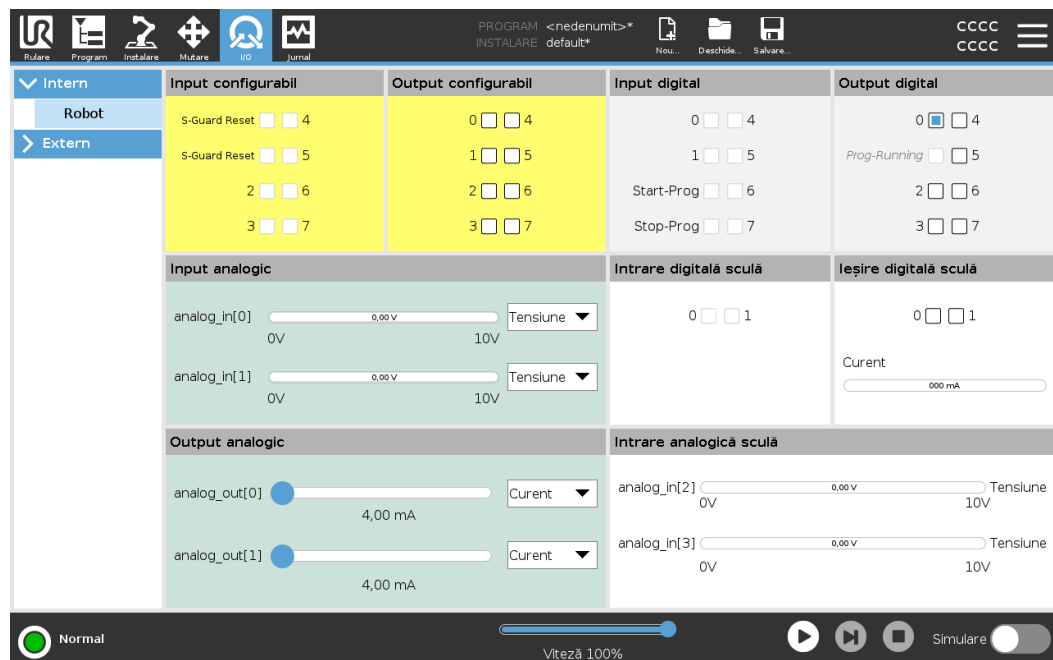 PROGRAM <nedenumit>*
INSTALARE default*
CCCC
CCCC
Rulare Program Instalare Mutare I/O Jurnal Nou... Deschide... Salvare...
Intern
Robot
Extern
Input configurabil
S-Guard Reset 4
S-Guard Reset 5
2 6
3 7
Output configurabil
0 4
1 5
2 6
3 7
Input digital
0 4
1 5
Start-Prog 6
Stop-Prog 7
Output digital
0 4
Prog-Running 5
2 6
3 7
Input analogic
analog_in[0] 0,00 V Tensiune
0V 10V
analog_in[1] 0,00 V Tensiune
0V 10V
Intrare digitală sculă
0 1
Ieșire digitală sculă
0 1
Curent
000 mA
Output analogic
analog_out[0] Curent
4,00 mA
analog_out[1] Curent
4,00 mA
Intrare analogică sculă
analog_in[2] 0,00 V Tensiune
0V 10V
analog_in[3] 0,00 V Tensiune
0V 10V
Normal
Viteză 100%
Simulare